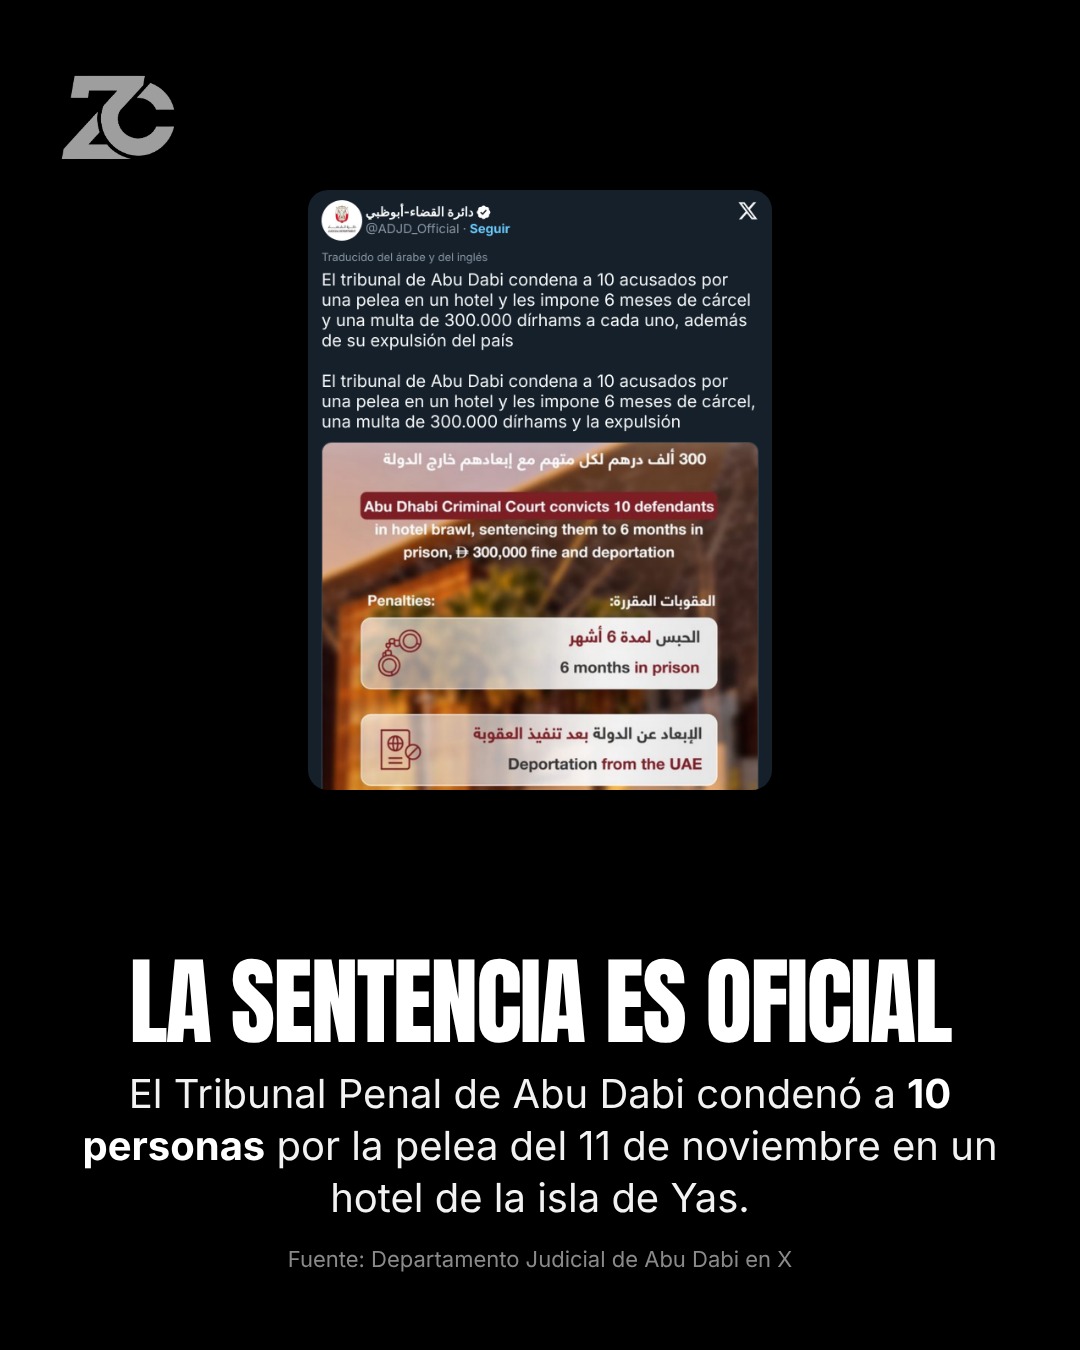 ZC
دائرة القضاء-أبوظبي
@ADJD_Official · Seguir
Traducido del árabe y del inglés
El tribunal de Abu Dabi condena a 10 acusados por
una pelea en un hotel y les impone 6 meses de cárcel
y una multa de 300.000 dírhams a cada uno, además
de su expulsión del país
El tribunal de Abu Dabi condena a 10 acusados por
una pelea en un hotel y les impone 6 meses de cárcel,
una multa de 300.000 dírhams y la expulsión
300 ألف درهم لكل متهم مع إبعادهم خارج الدولة
Abu Dhabi Criminal Court convicts 10 defendants
in hotel brawl, sentencing them to 6 months in
prison, 300,000 fine and deportation
Penalties:
العقوبات المقررة:
الحبس لمدة 6 أشهر
6 months in prison
الإبعاد عن الدولة بعد تنفيذ العقوبة
Deportation from the UAE
LA SENTENCIA ES OFICIAL
El Tribunal Penal de Abu Dabi condenó a 10
personas por la pelea del 11 de noviembre en un
hotel de la isla de Yas.
Fuente: Departamento Judicial de Abu Dabi en X